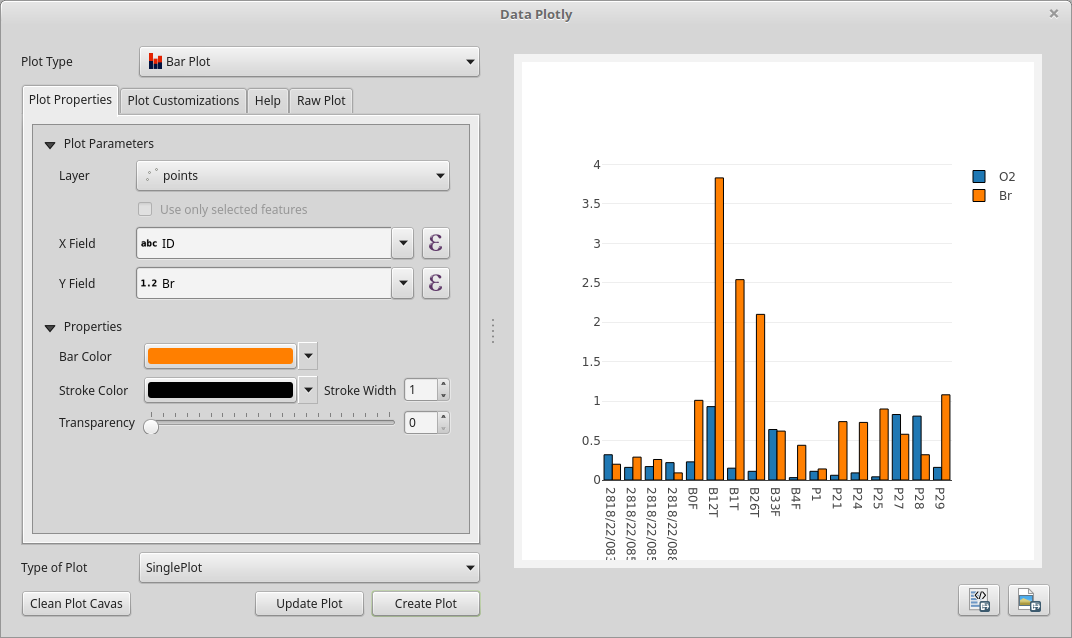 Data Plotly
Plot Type
Bar Plot
Plot Properties
Plot Customizations
Help
Raw Plot
Plot Parameters
Layer
points
Use only selected features
X Field
abc ID
Y Field
1.2 Br
Properties
Bar Color
Stroke Color
Stroke Width
1
Transparency
0
Type of Plot
SinglePlot
Clean Plot Cavas
Update Plot
Create Plot
4
3.5
3
2.5
2
1.5
1
0.5
0
O2
Br
2818/22/08
2818/22/08
2818/22/08
2818/22/08
B0F
B12T
B1T
B26T
B33F
B4F
P1
P21
P24
P25
P27
P28
P29